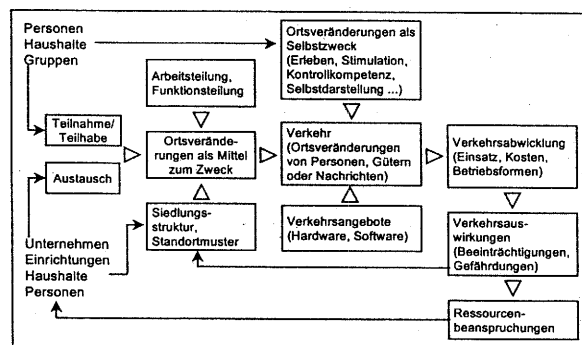 Personen
Haushalte
Gruppen
Ortsveränderungen als
Selbstzweck
(Erleben, Stimulation,
Kontrollkompetenz,
Selbstdarstellung ...)
Arbeitsteilung,
Funktionsteilung
Teilnahme/
Teilhabe
Austausch
Ortsverände-
rungen als Mittel
zum Zweck
Verkehr
(Ortsveränderungen
von Personen, Gütern
oder Nachrichten)
Verkehrsabwicklung
(Einsatz, Kosten,
Betriebsformen)
Siedlungs-
struktur,
Standortmuster
Verkehrsangebote
(Hardware, Software)
Verkehrsaus-
wirkungen
(Beeinträchtigungen,
Gefährdungen)
Unternehmen
Einrichtungen
Haushalte
Personen
Ressourcen-
beanspruchungen